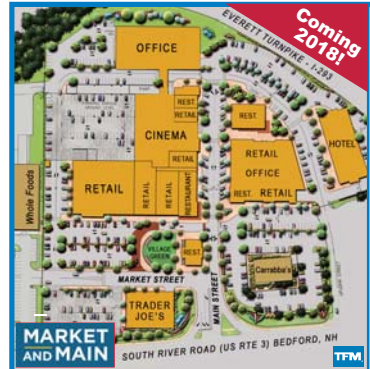 Coming
2018!
EVERETT TURNPIKE - I-293
OFFICE
REST.
RETAIL
CINEMA
RETAIL
REST.
RETAIL
OFFICE
REST. RETAIL
HOTEL
Whole Foods
RETAIL
RETAIL
RETAIL
RESTAURANT
VILLAGE
GREEN
REST.
MARKET STREET
MAIN STREET
Carrabba's
TRADER
JOE'S
MARKET
AND MAIN
SOUTH RIVER ROAD (US RTE 3) BEDFORD, NH
TFM